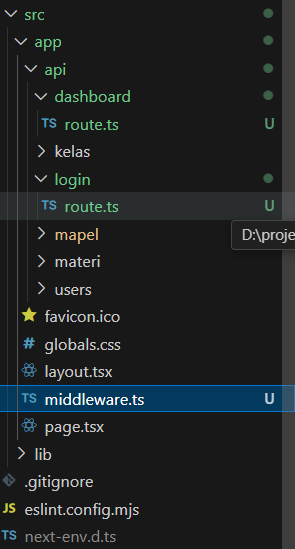 src
app
api
dashboard
TS route.ts U
kelas
login
TS route.ts U
D:\proje
mapel
materi
users
favicon.ico
# globals.css
layout.tsx
TS middleware.ts U
page.tsx
lib
.gitignore
JS eslint.config.mjs
TS next-env.d.ts